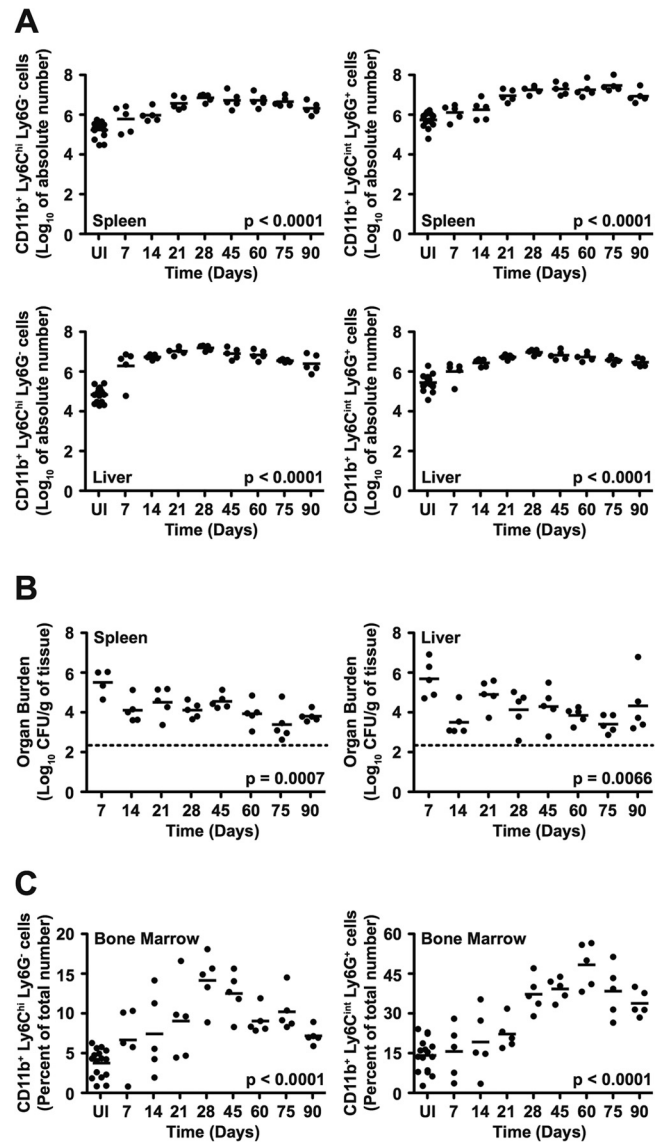 A
CD11b⁺ Ly6Cʰⁱ Ly6G⁻ cells
(Log₁₀ of absolute number)
8
6
4
2
0
Spleen
p < 0.0001
UI 7 14 21 28 45 60 75 90
Time (Days)
CD11b⁺ Ly6Cⁱⁿᵗ Ly6G⁺ cells
(Log₁₀ of absolute number)
8
6
4
2
0
Spleen
p < 0.0001
UI 7 14 21 28 45 60 75 90
Time (Days)
CD11b⁺ Ly6Cʰⁱ Ly6G⁻ cells
(Log₁₀ of absolute number)
8
6
4
2
0
Liver
p < 0.0001
UI 7 14 21 28 45 60 75 90
Time (Days)
CD11b⁺ Ly6Cⁱⁿᵗ Ly6G⁺ cells
(Log₁₀ of absolute number)
8
6
4
2
0
Liver
p < 0.0001
UI 7 14 21 28 45 60 75 90
Time (Days)
B
Organ Burden
(Log₁₀ CFU/g of tissue)
8
6
4
2
0
Spleen
p = 0.0007
7 14 21 28 45 60 75 90
Time (Days)
Organ Burden
(Log₁₀ CFU/g of tissue)
8
6
4
2
0
Liver
p = 0.0066
7 14 21 28 45 60 75 90
Time (Days)
C
CD11b⁺ Ly6Cʰⁱ Ly6G⁻ cells
(Percent of total number)
20
15
10
5
0
Bone Marrow
p < 0.0001
UI 7 14 21 28 45 60 75 90
Time (Days)
CD11b⁺ Ly6Cⁱⁿᵗ Ly6G⁺ cells
(Percent of total number)
60
45
30
15
0
Bone Marrow
p < 0.0001
UI 7 14 21 28 45 60 75 90
Time (Days)